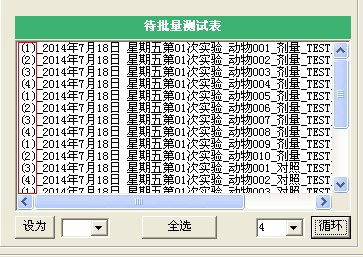 待批量测试表
(1)_2014年7月18日 星期五第01次实验_动物001_剂量_TEST
(2)_2014年7月18日 星期五第01次实验_动物002_剂量_TEST
(3)_2014年7月18日 星期五第01次实验_动物003_剂量_TEST
(4)_2014年7月18日 星期五第01次实验_动物004_剂量_TEST
(1)_2014年7月18日 星期五第01次实验_动物005_剂量_TEST
(2)_2014年7月18日 星期五第01次实验_动物006_剂量_TEST
(3)_2014年7月18日 星期五第01次实验_动物007_剂量_TEST
(4)_2014年7月18日 星期五第01次实验_动物008_剂量_TEST
(1)_2014年7月18日 星期五第01次实验_动物009_剂量_TEST
(2)_2014年7月18日 星期五第01次实验_动物010_剂量_TEST
(3)_2014年7月18日 星期五第01次实验_动物001_对照_TEST
(4)_2014年7月18日 星期五第01次实验_动物002_对照_TEST
(1)_2014年7月18日 星期五第01次实验_动物003_对照_TEST
设为 全选 4 循环